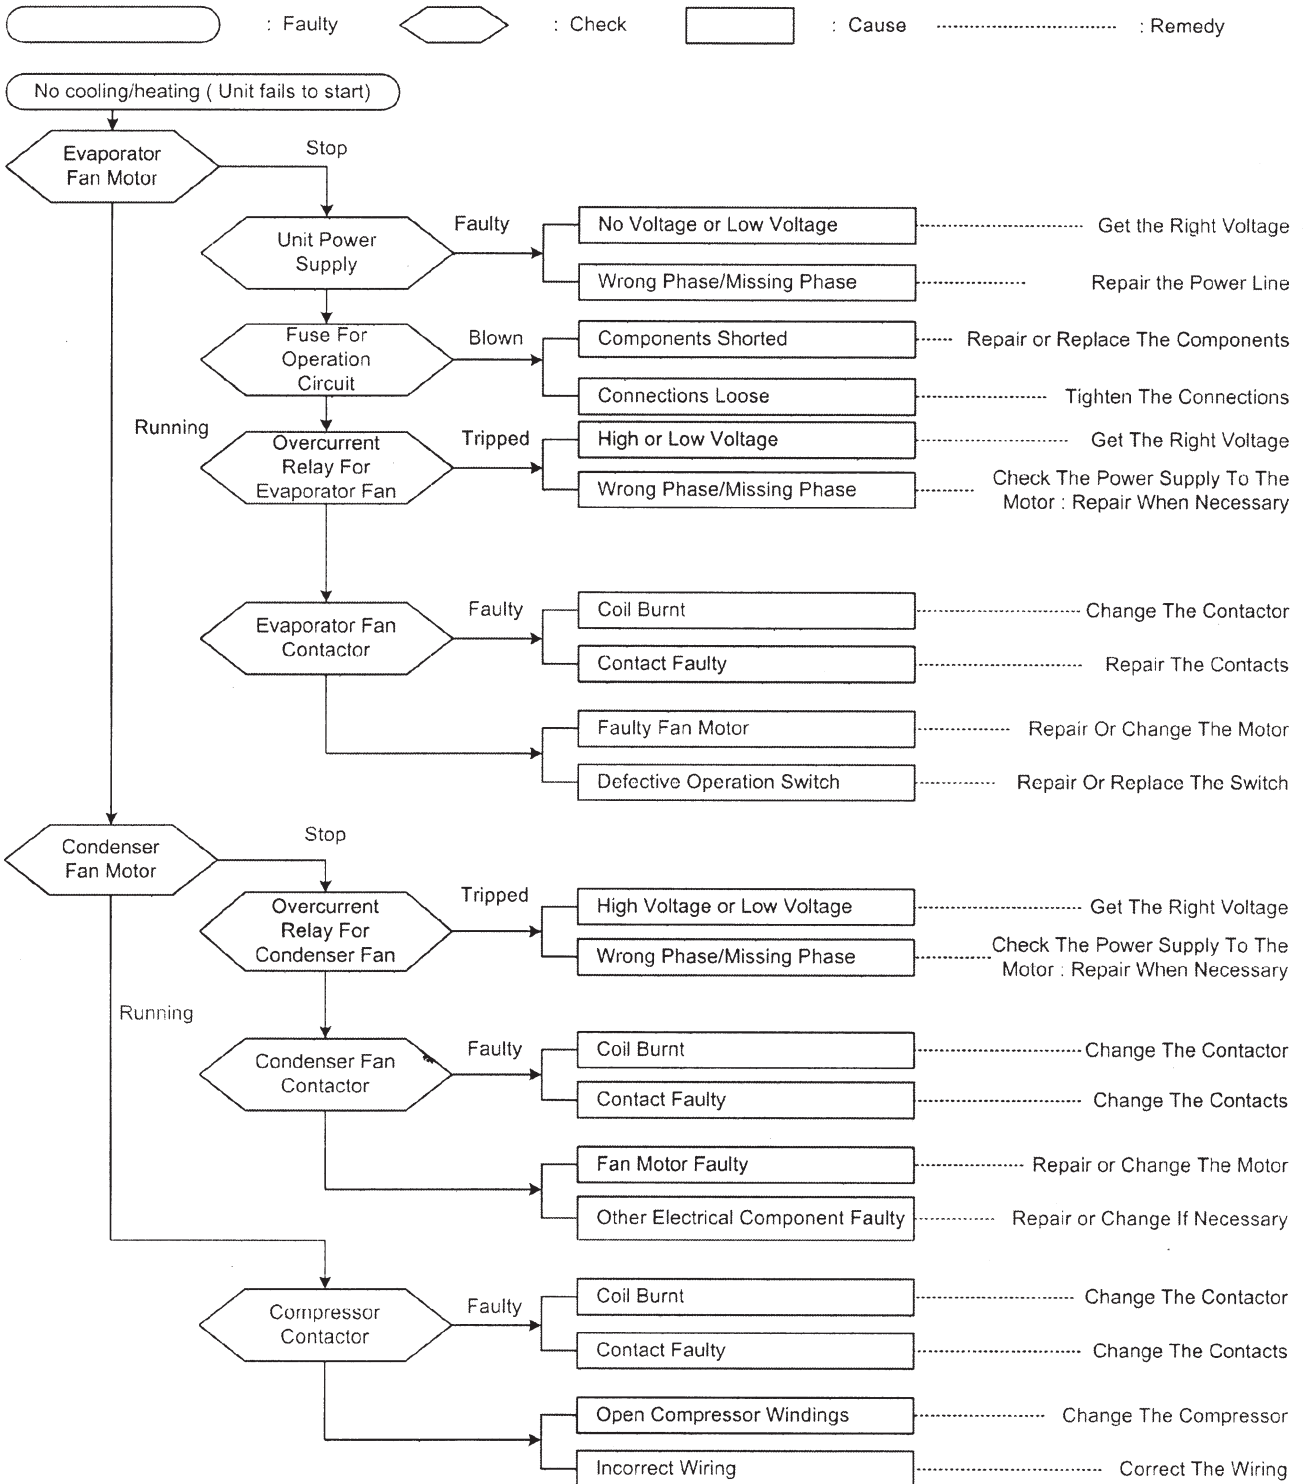 : Faulty : Check : Cause : Remedy
No cooling/heating ( Unit fails to start)
Evaporator
Fan Motor
Stop
Unit Power
Supply
Faulty
No Voltage or Low Voltage
Get the Right Voltage
Wrong Phase/Missing Phase
Repair the Power Line
Fuse For
Operation
Circuit
Blown
Components Shorted
Repair or Replace The Components
Connections Loose
Tighten The Connections
Running
Overcurrent
Relay For
Evaporator Fan
Tripped
High or Low Voltage
Get The Right Voltage
Wrong Phase/Missing Phase
Check The Power Supply To The
Motor : Repair When Necessary
Evaporator Fan
Contactor
Faulty
Coil Burnt
Change The Contactor
Contact Faulty
Repair The Contacts
Faulty Fan Motor
Repair Or Change The Motor
Defective Operation Switch
Repair Or Replace The Switch
Condenser
Fan Motor
Stop
Overcurrent
Relay For
Condenser Fan
Tripped
High Voltage or Low Voltage
Get The Right Voltage
Wrong Phase/Missing Phase
Check The Power Supply To The
Motor : Repair When Necessary
Running
Condenser Fan
Contactor
Faulty
Coil Burnt
Change The Contactor
Contact Faulty
Change The Contacts
Fan Motor Faulty
Repair or Change The Motor
Other Electrical Component Faulty
Repair or Change If Necessary
Compressor
Contactor
Faulty
Coil Burnt
Change The Contactor
Contact Faulty
Change The Contacts
Open Compressor Windings
Change The Compressor
Incorrect Wiring
Correct The Wiring